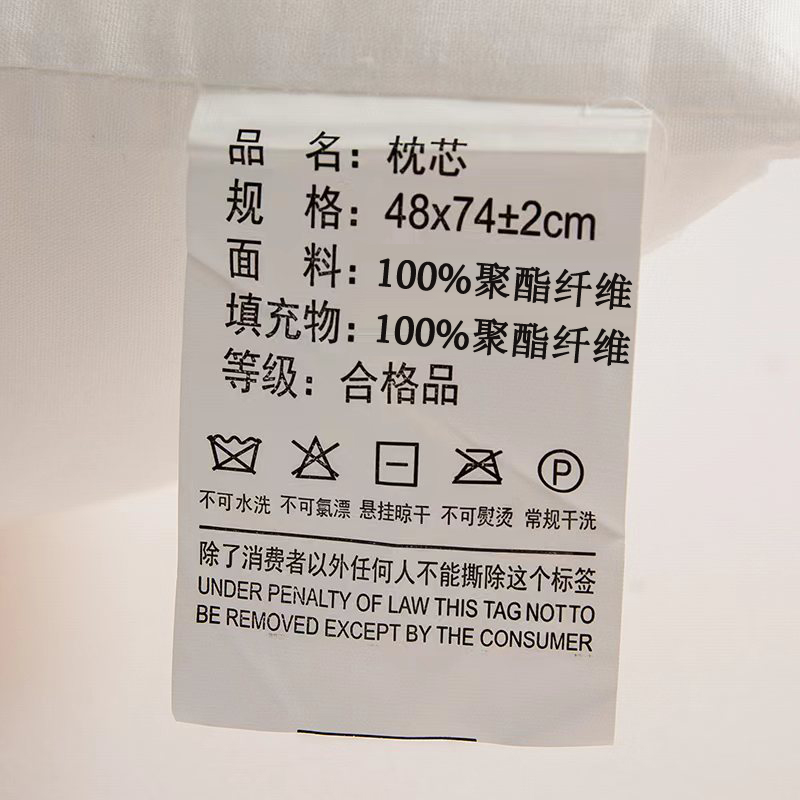 品 名：枕芯
规 格：48x74±2cm
面 料：100%聚酯纤维
填充物：100%聚酯纤维
等级：合格品
P
不可水洗 不可氯漂 悬挂晾干 不可熨烫 常规干洗
除了消费者以外任何人不能撕除这个标签
UNDER PENALTY OF LAW THIS TAG NOT TO
BE REMOVED EXCEPT BY THE CONSUMER